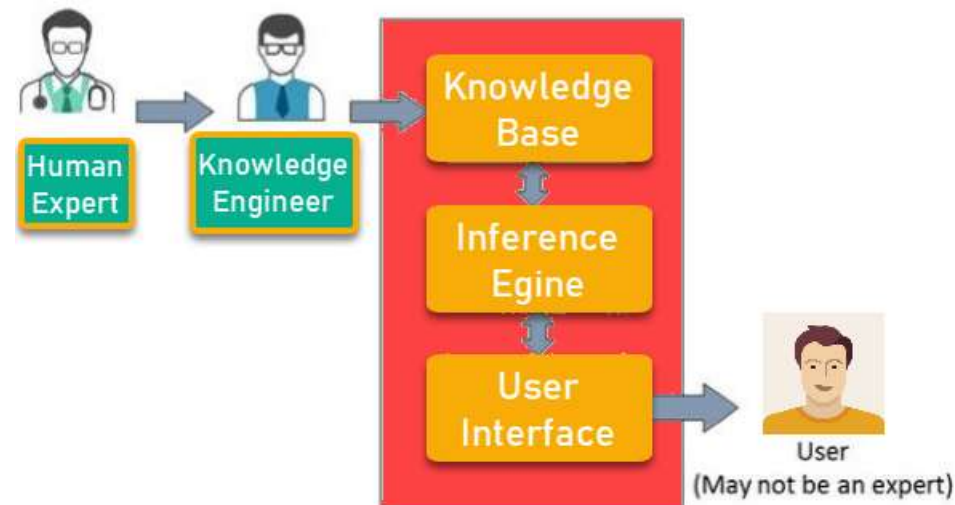 Human
Expert
Knowledge
Engineer
Knowledge
Base
Inference
Egine
User
Interface
User
(May not be an expert)